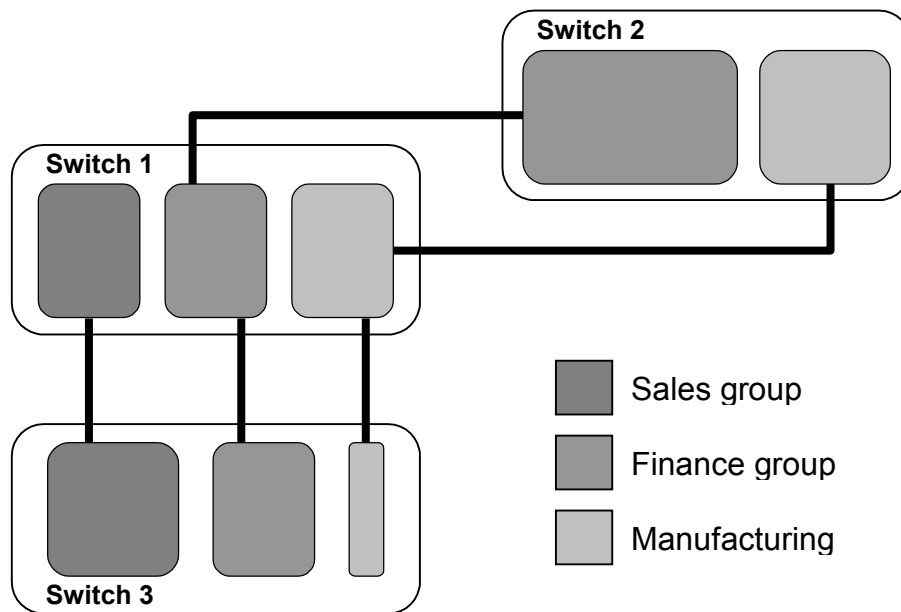 Switch 2
Switch 1
Sales group
Finance group
Manufacturing
Switch 3